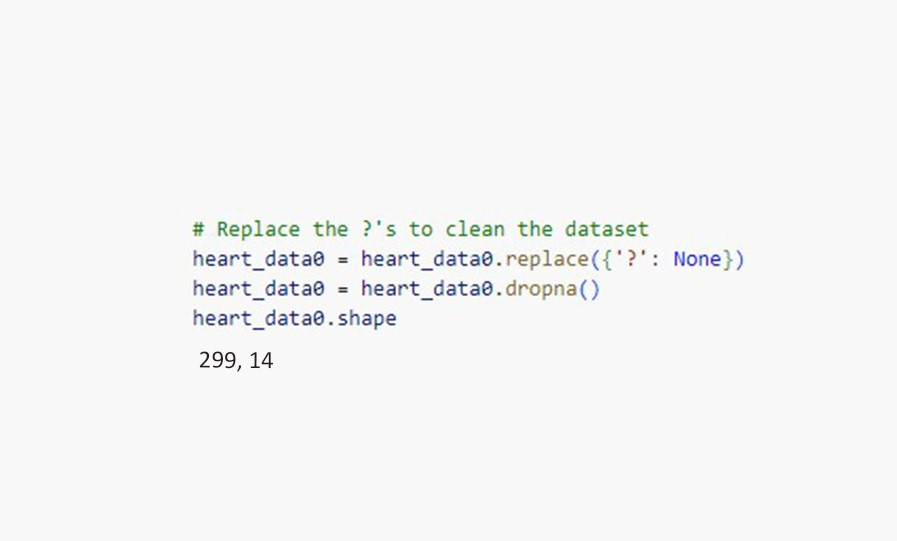 # Replace the ?'s to clean the dataset
heart_data0 = heart_data0.replace({'?': None})
heart_data0 = heart_data0.dropna()
heart_data0.shape
299, 14